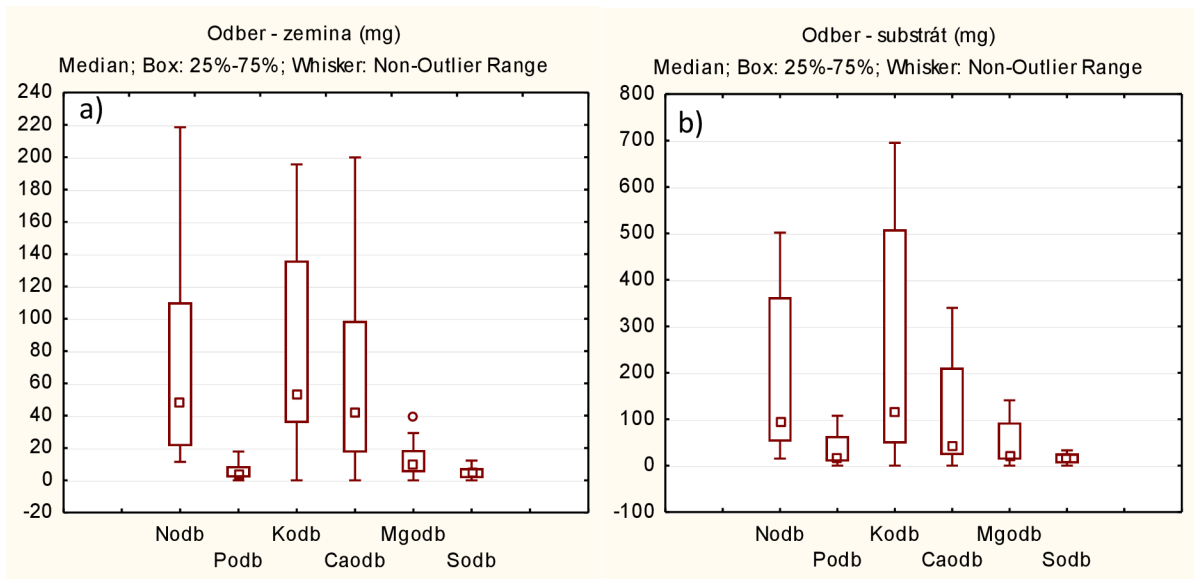 Odber - zemina (mg)
Median; Box: 25%-75%; Whisker: Non-Outlier Range
a)
240
220
200
180
160
140
120
100
80
60
40
20
0
-20
Nodb
Podb
Kodb
Caodb
Mgodb
Sodb
Odber - substrát (mg)
Median; Box: 25%-75%; Whisker: Non-Outlier Range
b)
800
700
600
500
400
300
200
100
0
-100
Nodb
Podb
Kodb
Caodb
Mgodb
Sodb